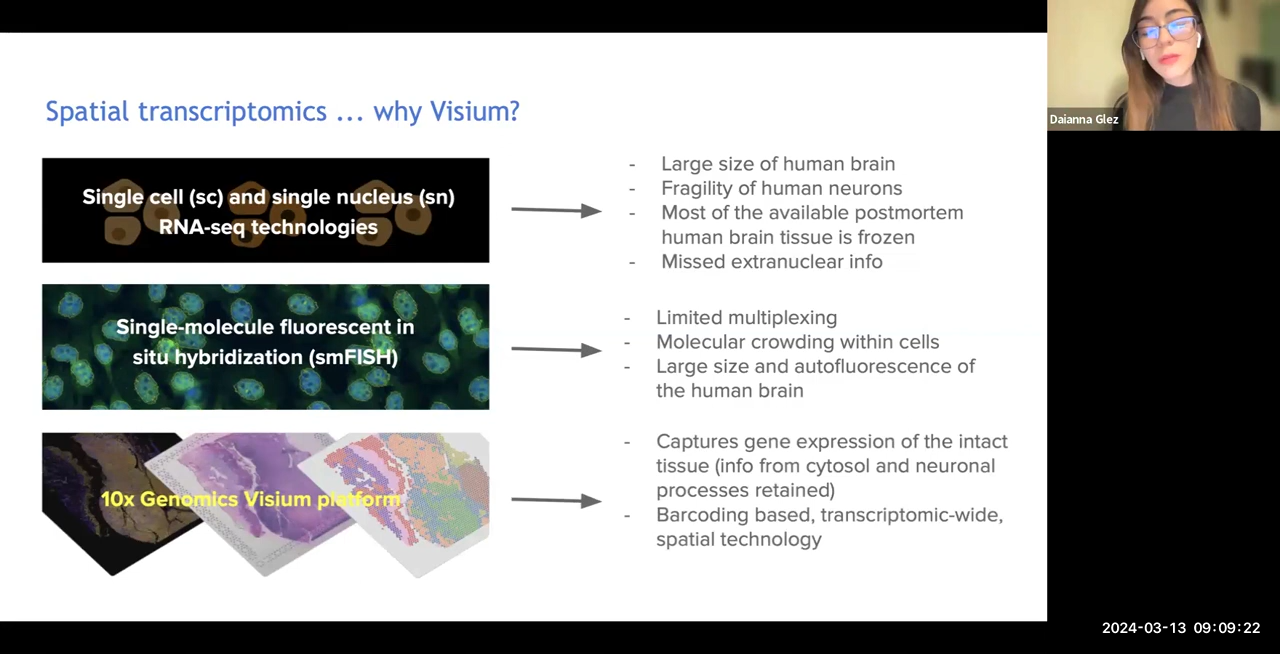 Spatial transcriptomics ... why Visium?
Single cell (sc) and single nucleus (sn)
RNA-seq technologies
- Large size of human brain
- Fragility of human neurons
- Most of the available postmortem
human brain tissue is frozen
- Missed extranuclear info
Single-molecule fluorescent in
situ hybridization (smFISH)
- Limited multiplexing
- Molecular crowding within cells
- Large size and autofluorescence of
the human brain
10x Genomics Visium platform
- Captures gene expression of the intact
tissue (info from cytosol and neuronal
processes retained)
- Barcoding based, transcriptomic-wide,
spatial technology
Daianna Glez
2024-03-13 09:09:22